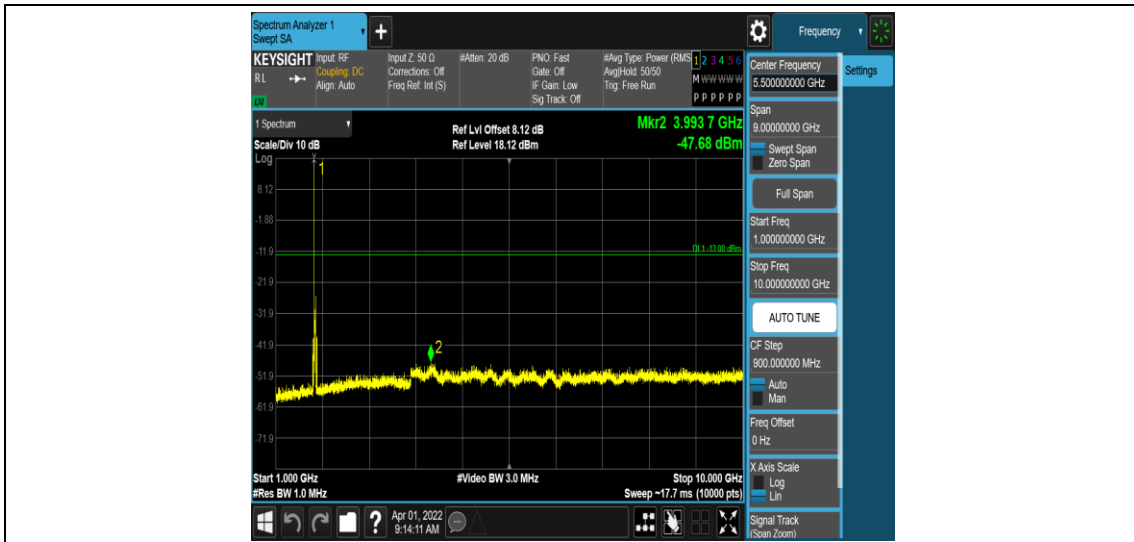 Spectrum Analyzer 1
Swept SA
+
Frequency
KEYSIGHT
RL
LXI
Input: RF
Coupling: DC
Align: Auto
Input Z: 50 Ω
Corrections: Off
Freq Ref: Int (S)
#Atten: 20 dB
PNO: Fast
Gate: Off
IF Gain: Low
Sig Track: Off
#Avg Type: Power (RMS
Avg|Hold: 50/50
Trig: Free Run
1 2 3 4 5 6
M W W W W W
P P P P P P
1 Spectrum
Scale/Div 10 dB
Ref Lvl Offset 8.12 dB
Ref Level 18.12 dBm
Mkr2 3.993 7 GHz
-47.68 dBm
Log
1
8.12
-1.88
-11.9
DL1 -13.00 dBm
-21.9
-31.9
-41.9
2
-51.9
-61.9
-71.9
Start 1.000 GHz
#Video BW 3.0 MHz
Stop 10.000 GHz
#Res BW 1.0 MHz
Sweep ~17.7 ms (10000 pts)
?
Apr 01, 2022
9:14:11 AM
Center Frequency
5.500000000 GHz
Settings
Span
9.00000000 GHz
Swept Span
Zero Span
Full Span
Start Freq
1.000000000 GHz
Stop Freq
10.000000000 GHz
AUTO TUNE
CF Step
900.000000 MHz
Auto
Man
Freq Offset
0 Hz
X Axis Scale
Log
Lin
Signal Track
(Span Zoom)